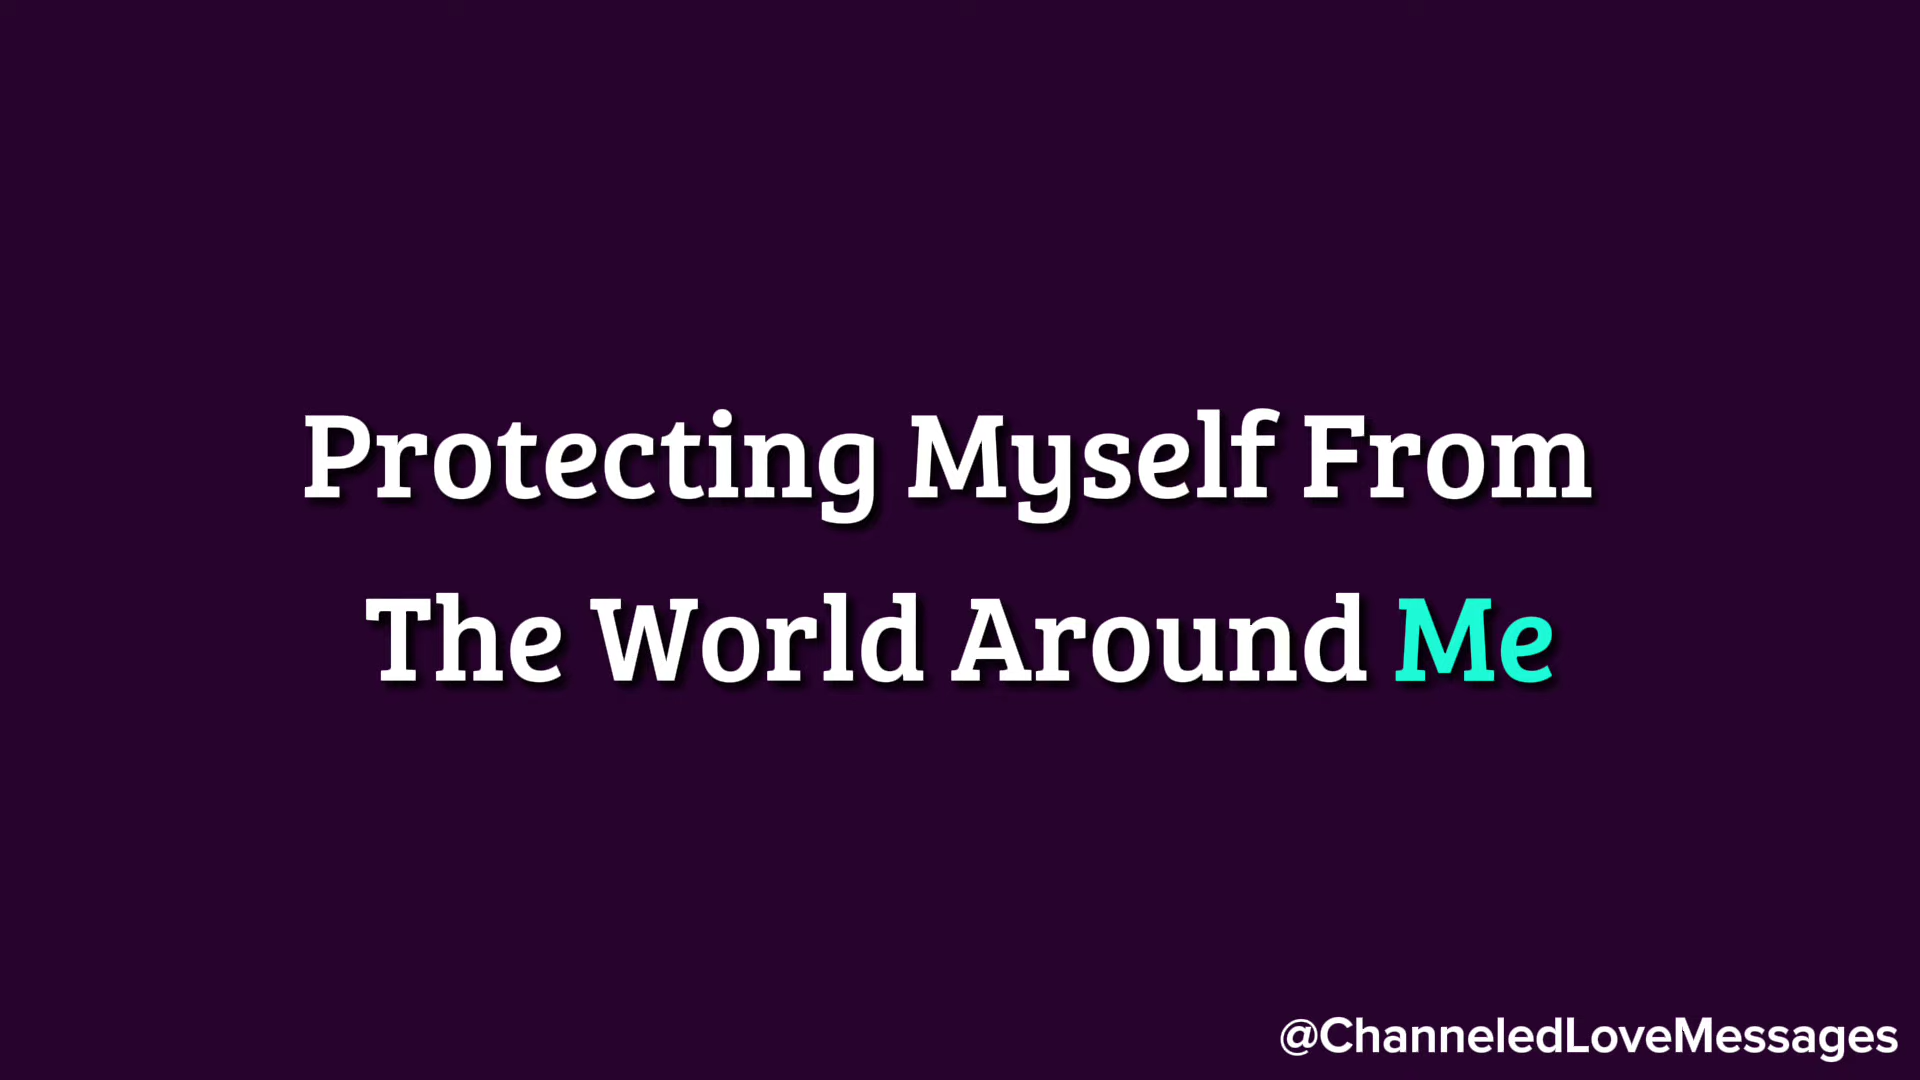 Protecting Myself From
The World Around Me
@ChanneledLoveMessages